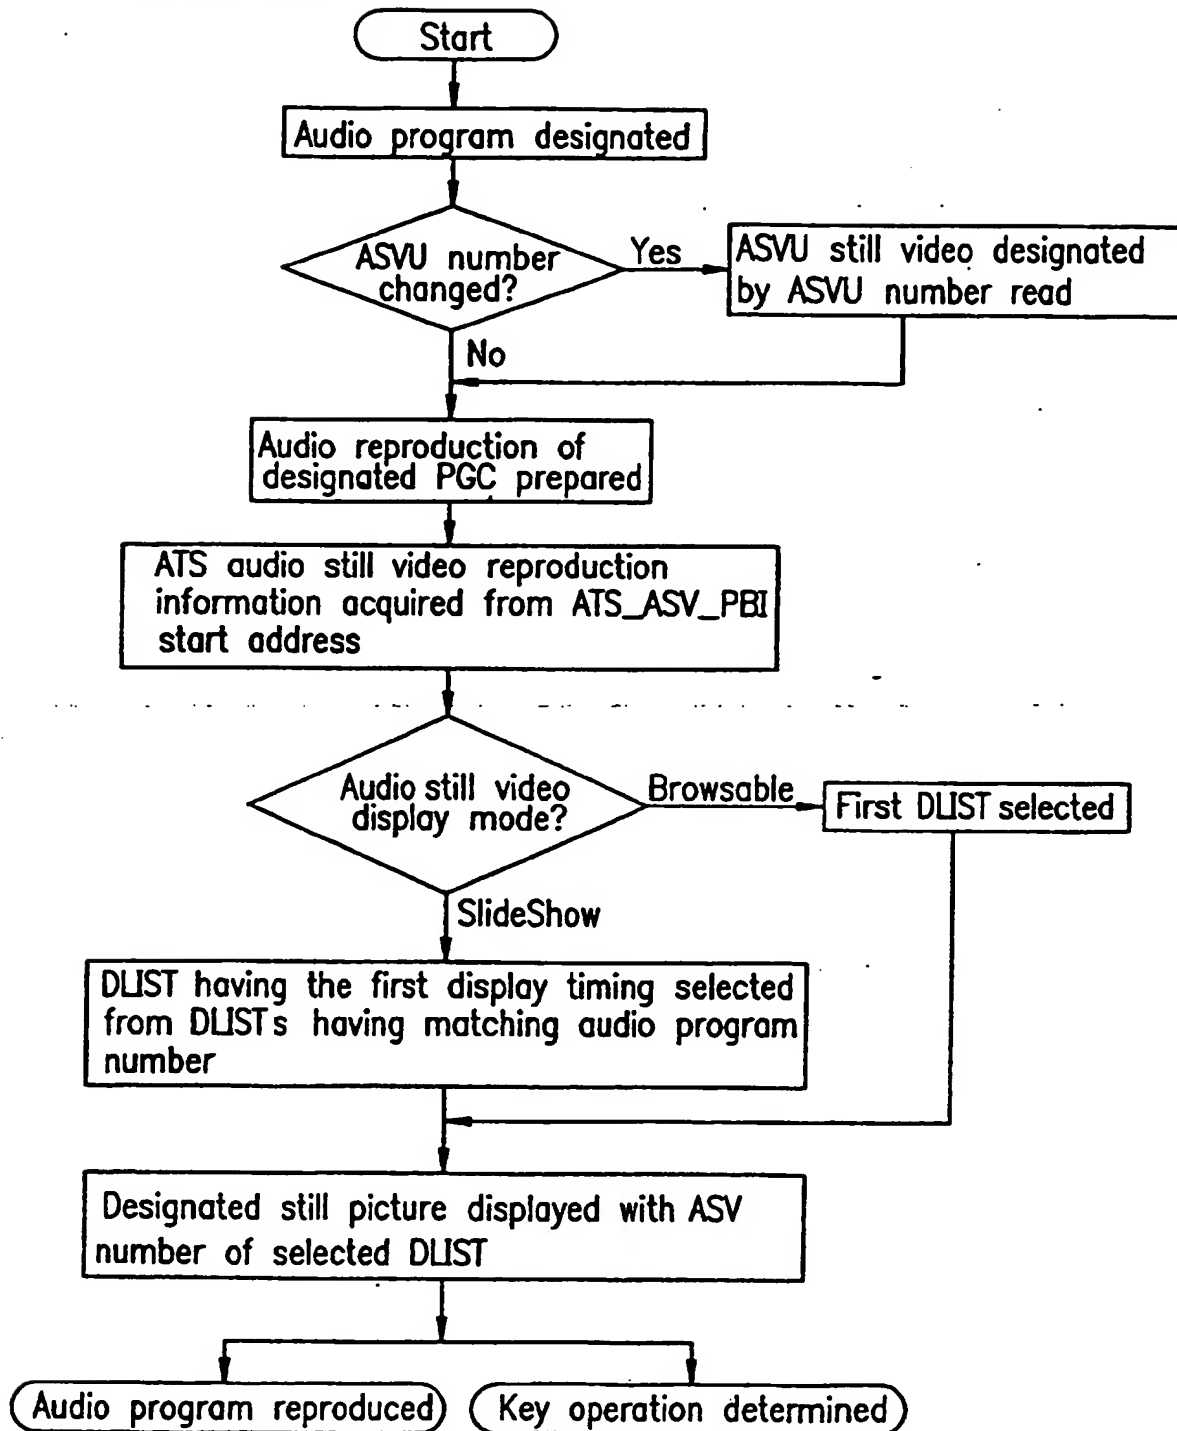 Start
Audio program designated
ASVU number
changed?
Yes
ASVU still video designated
by ASVU number read
No
Audio reproduction of
designated PGC prepared
ATS audio still video reproduction
information acquired from ATS_ASV_PBI
start address
Audio still video
display mode?
Browsable
First DLIST selected
SlideShow
DLIST having the first display timing selected
from DLISTs having matching audio program
number
Designated still picture displayed with ASV
number of selected DLIST
Audio program reproduced
Key operation determined